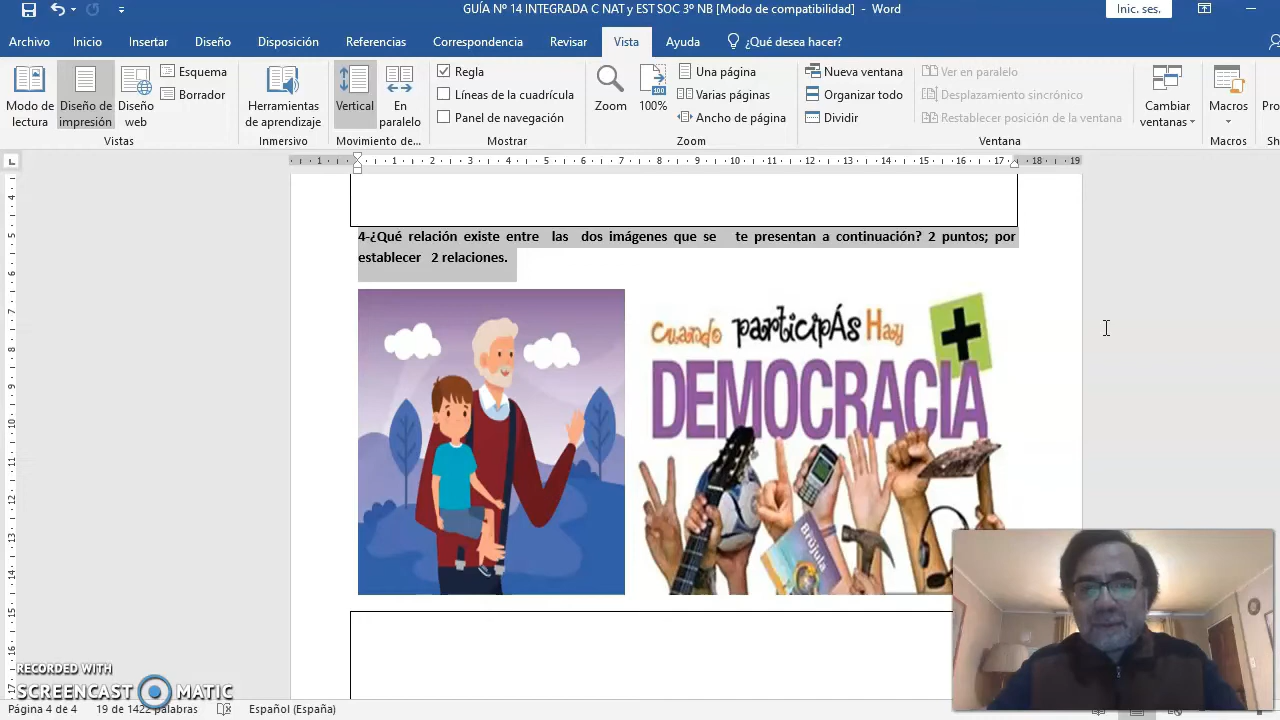 GUÍA Nº 14 INTEGRADA C NAT y EST SOC 3º NB [Modo de compatibilidad] - Word
Inic. ses.
Archivo Inicio Insertar Diseño Disposición Referencias Correspondencia Revisar Vista Ayuda ¿Qué desea hacer?
Modo de lectura
Diseño de impresión
Diseño web
Esquema
Borrador
Vistas
Herramientas de aprendizaje
Inmersivo
Vertical
En paralelo
Movimiento de...
Regla
Líneas de la cuadrícula
Panel de navegación
Mostrar
Zoom
100%
Una página
Varias páginas
Ancho de página
Zoom
Nueva ventana
Organizar todo
Dividir
Ver en paralelo
Desplazamiento sincrónico
Restablecer posición de la ventana
Cambiar ventanas
Ventana
Macros
Macros
4-¿Qué relación existe entre las dos imágenes que se te presentan a continuación? 2 puntos; por
establecer 2 relaciones.
Cuando participÁs Hay
+
DEMOCRACIA
Brújula
RECORDED WITH
SCREENCAST MATIC
Página 4 de 4 19 de 1422 palabras Español (España)